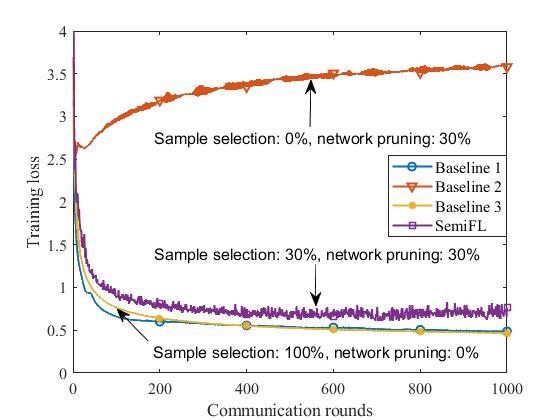 4
3.5
3
Sample selection: 0%, network pruning: 30%
2.5
Baseline 1
Baseline 2
Baseline 3
SemiFL
Training loss
2
1.5
Sample selection: 30%, network pruning: 30%
1
0.5
Sample selection: 100%, network pruning: 0%
0
0 200 400 600 800 1000
Communication rounds